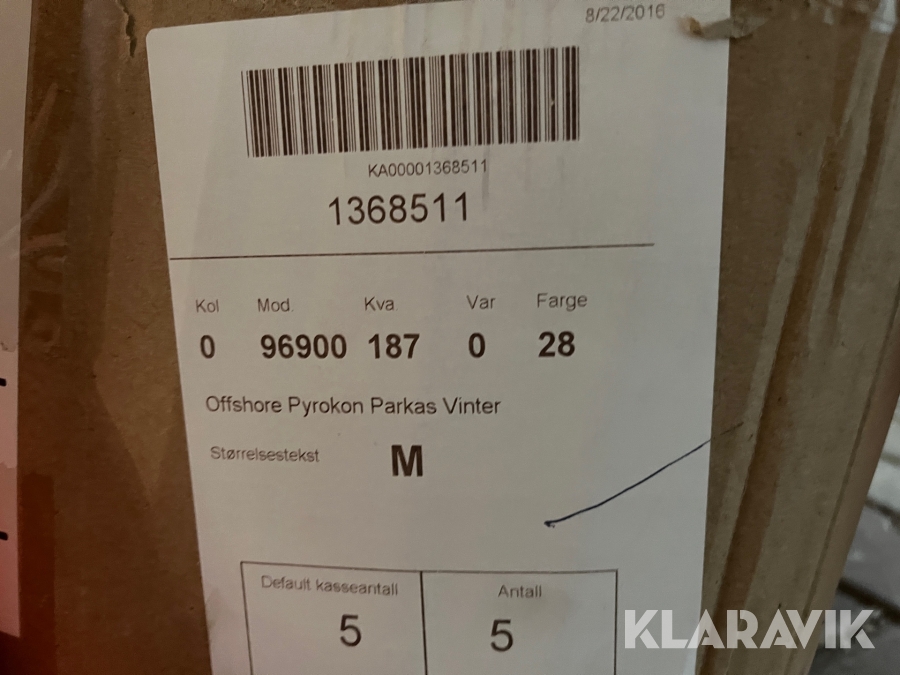 8/22/2016
KA00001368511
1368511
Kol Mod. Kva. Var Farge
0 96900 187 0 28
Offshore Pyrokon Parkas Vinter
Størrelsestekst M
Default kasseantall Antall
5 5
KLARAVIK